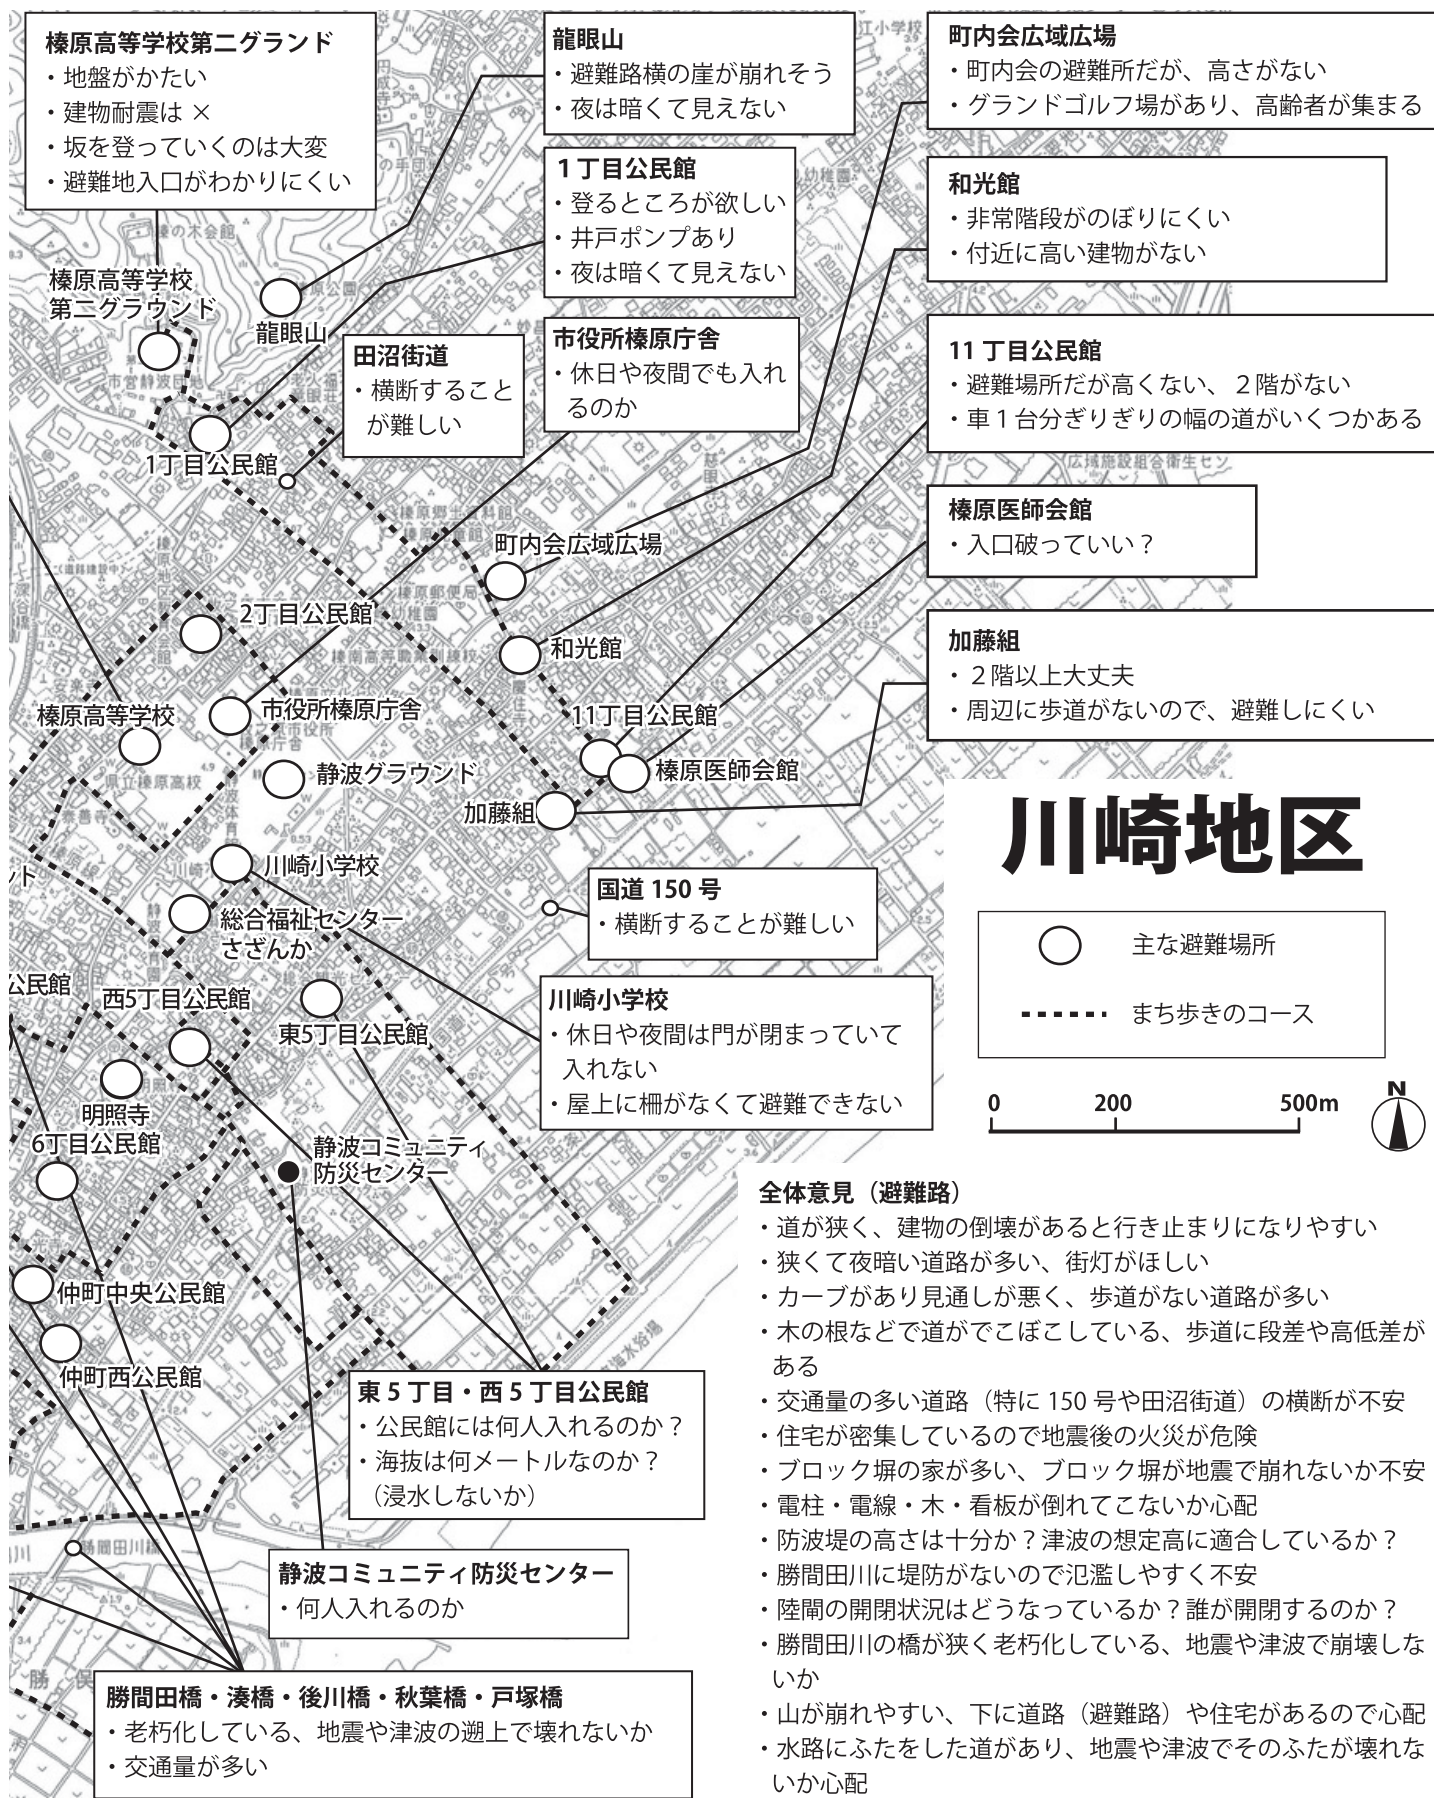 榛原高等学校第二グランド
・地盤がかたい
・建物耐震は ×
・坂を登っていくのは大変
・避難地入口がわかりにくい
龍眼山
・避難路横の崖が崩れそう
・夜は暗くて見えない
町内会広域広場
・町内会の避難所だが、高さがない
・グランドゴルフ場があり、高齢者が集まる
1丁目公民館
・登るところが欲しい
・井戸ポンプあり
・夜は暗くて見えない
和光館
・非常階段がのぼりにくい
・付近に高い建物がない
榛原高等学校
第二グラウンド
龍眼山
田沼街道
・横断すること
が難しい
市役所榛原庁舎
・休日や夜間でも入れ
るのか
11丁目公民館
・避難場所だが高くない、２階がない
・車１台分ぎりぎりの幅の道がいくつかある
1丁目公民館
広域施設組合衛生セン
榛原医師会館
・入口破っていい？
町内会広域広場
2丁目公民館
和光館
加藤組
・２階以上大丈夫
・周辺に歩道がないので、避難しにくい
榛原高等学校
市役所榛原庁舎
11丁目公民館
県立榛原高校
静波グラウンド
榛原医師会館
加藤組
川崎地区
川崎小学校
国道 150 号
・横断することが難しい
総合福祉センター
さざんか
主な避難場所
まち歩きのコース
公民館
西5丁目公民館
東5丁目公民館
川崎小学校
・休日や夜間は門が閉まっていて
入れない
・屋上に柵がなくて避難できない
明照寺
6丁目公民館
静波コミュニティ
防災センター
0 200 500m
N
仲町中央公民館
仲町西公民館
東５丁目・西５丁目公民館
・公民館には何人入れるのか？
・海抜は何メートルなのか？
（浸水しないか）
勝間田川橋
静波コミュニティ防災センター
・何人入れるのか
勝間田橋・湊橋・後川橋・秋葉橋・戸塚橋
・老朽化している、地震や津波の遡上で壊れないか
・交通量が多い
全体意見（避難路）
・道が狭く、建物の倒壊があると行き止まりになりやすい
・狭くて夜暗い道路が多い、街灯がほしい
・カーブがあり見通しが悪く、歩道がない道路が多い
・木の根などで道がでこぼこしている、歩道に段差や高低差が
ある
・交通量の多い道路（特に 150 号や田沼街道）の横断が不安
・住宅が密集しているので地震後の火災が危険
・ブロック塀の家が多い、ブロック塀が地震で崩れないか不安
・電柱・電線・木・看板が倒れてこないか心配
・防波堤の高さは十分か？津波の想定高に適合しているか？
・勝間田川に堤防がないので氾濫しやすく不安
・陸閘の開閉状況はどうなっているか？誰が開閉するのか？
・勝間田川の橋が狭く老朽化している、地震や津波で崩壊しな
いか
・山が崩れやすい、下に道路（避難路）や住宅があるので心配
・水路にふたをした道があり、地震や津波でそのふたが壊れな
いか心配